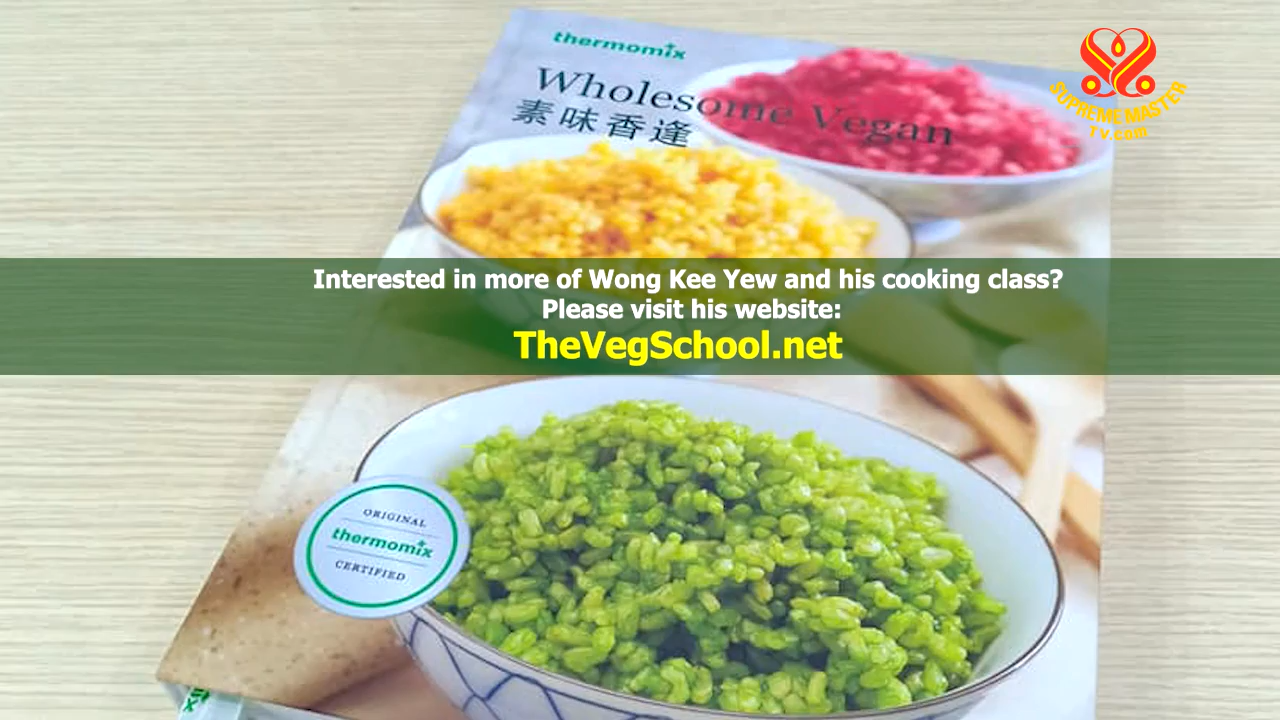 thermomix
Wholesome Vegan
素味香逢
SUPREME MASTER
TV.com
Interested in more of Wong Kee Yew and his cooking class?
Please visit his website:
TheVegSchool.net
ORIGINAL
thermomix
CERTIFIED